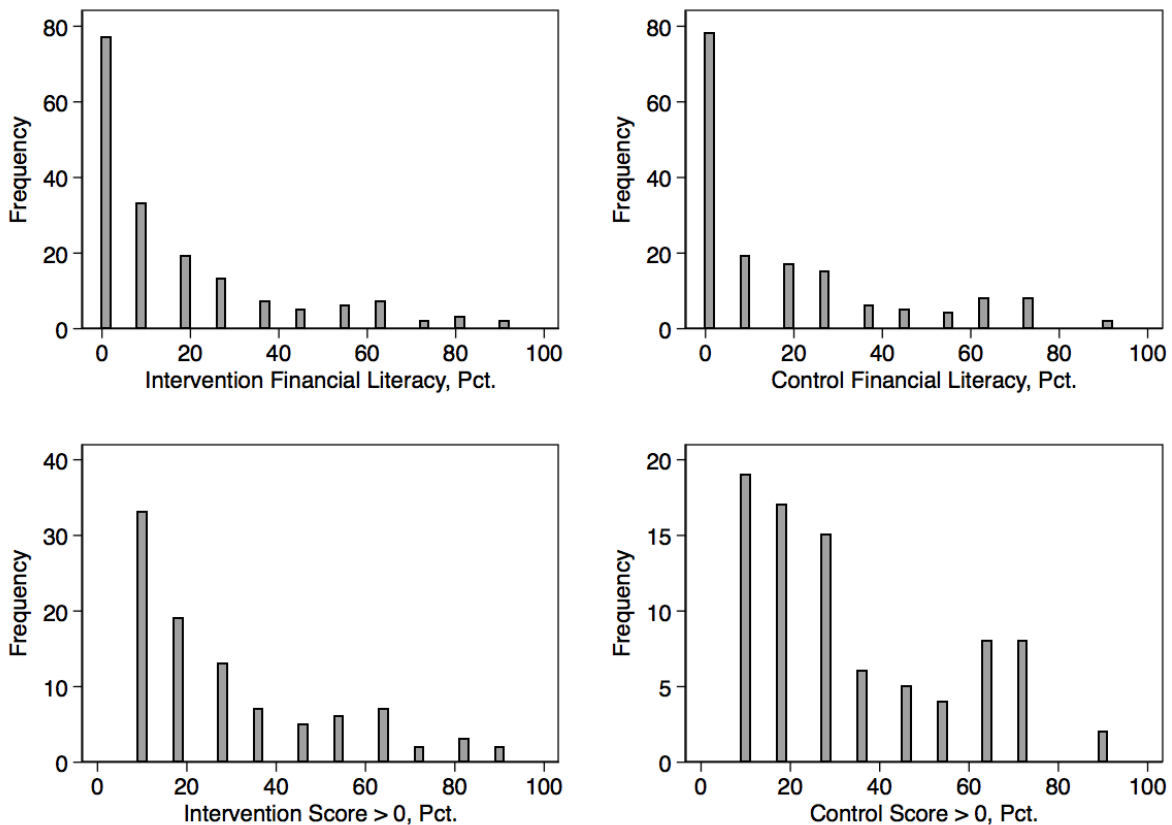 80
60
40
20
0
Frequency
0 20 40 60 80 100
Intervention Financial Literacy, Pct.
80
60
40
20
0
Frequency
0 20 40 60 80 100
Control Financial Literacy, Pct.
40
30
20
10
0
Frequency
0 20 40 60 80 100
Intervention Score > 0, Pct.
20
15
10
5
0
Frequency
0 20 40 60 80 100
Control Score > 0, Pct.